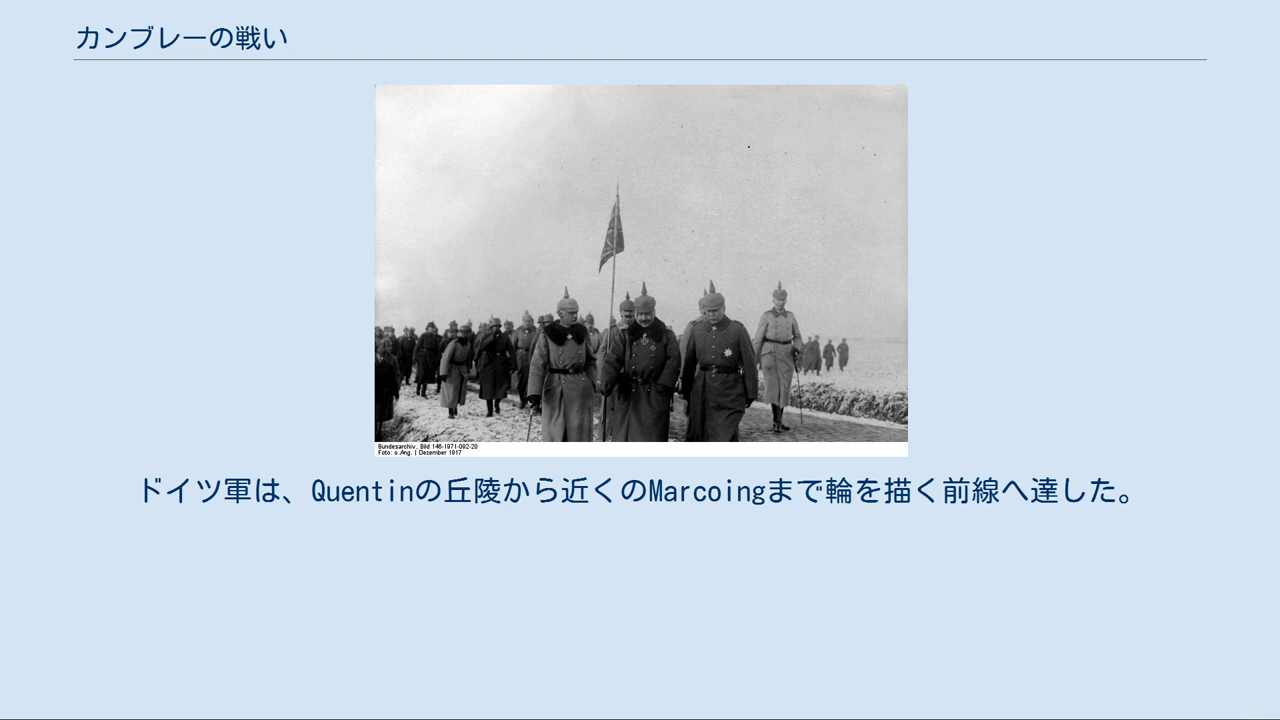 カンブレーの戦い
Bundesarchiv, Bild 146-1971-092-20
Foto: o.Ang. | Dezember 1917
ドイツ軍は、Quentinの丘陵から近くのMarcoingまで輪を描く前線へ達した。